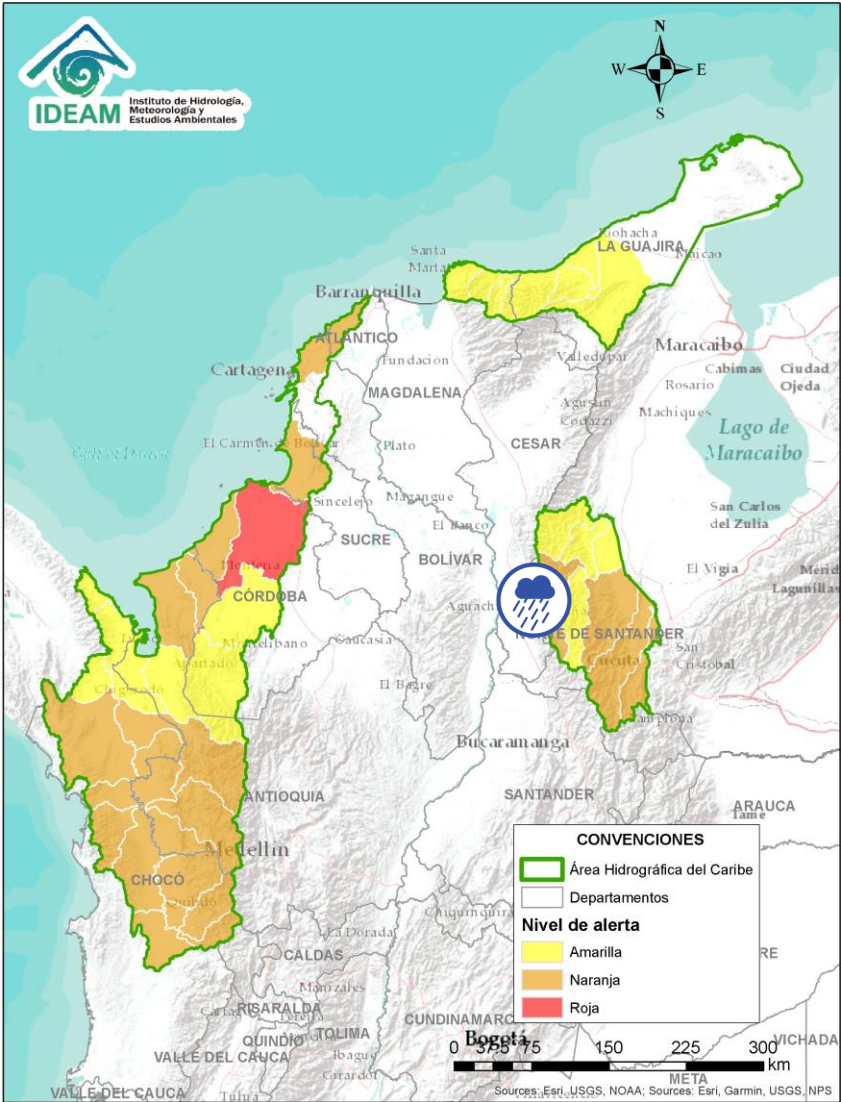 IDEAM
Instituto de Hidrología,
Meteorología y
Estudios Ambientales
N
W E
S
Riohacha
LA GUAJIRA
Santa
Marta
Maicao
Barranquilla
ATLÁNTICO
Maracaibo
Cartagena
Fundación
Valledupar
Cabimas
Ciudad
Ojeda
MAGDALENA
Rosario
Agustín
Codazzi
Machiques
El Carmen de Bolívar
Plato
CESAR
Lago de
Maracaibo
Sincelejo
Magangué
San Carlos
del Zulia
El Banco
SUCRE
BOLÍVAR
El Vigía
Montería
CÓRDOBA
Lagunillas
NORTE DE SANTANDER
Montelibano
Caucasia
Apartadó
San
Cristobal
Cúcuta
Chigorodó
El Bagre
Pamplona
Bucaramanga
ANTIOQUIA
SANTANDER
ARAUCA
Tame
Medellín
CHOCÓ
Quibdó
Chiquinquirá
La Dorada
CALDAS
Manizales
RISARALDA
Pereira
CUNDINAMARC
QUINDÍO
TOLIMA
Bogotá
VALLE DEL CAUCA
Ibagué
Girardot
VICHADA
META
VALLE DEL CAUCA
Tulua
CONVENCIONES
Área Hidrográfica del Caribe
Departamentos
Nivel de alerta
Amarilla
Naranja
Roja
0 37,5 75 150 225 300
km
Sources: Esri, USGS, NOAA; Sources: Esri, Garmin, USGS, NPS